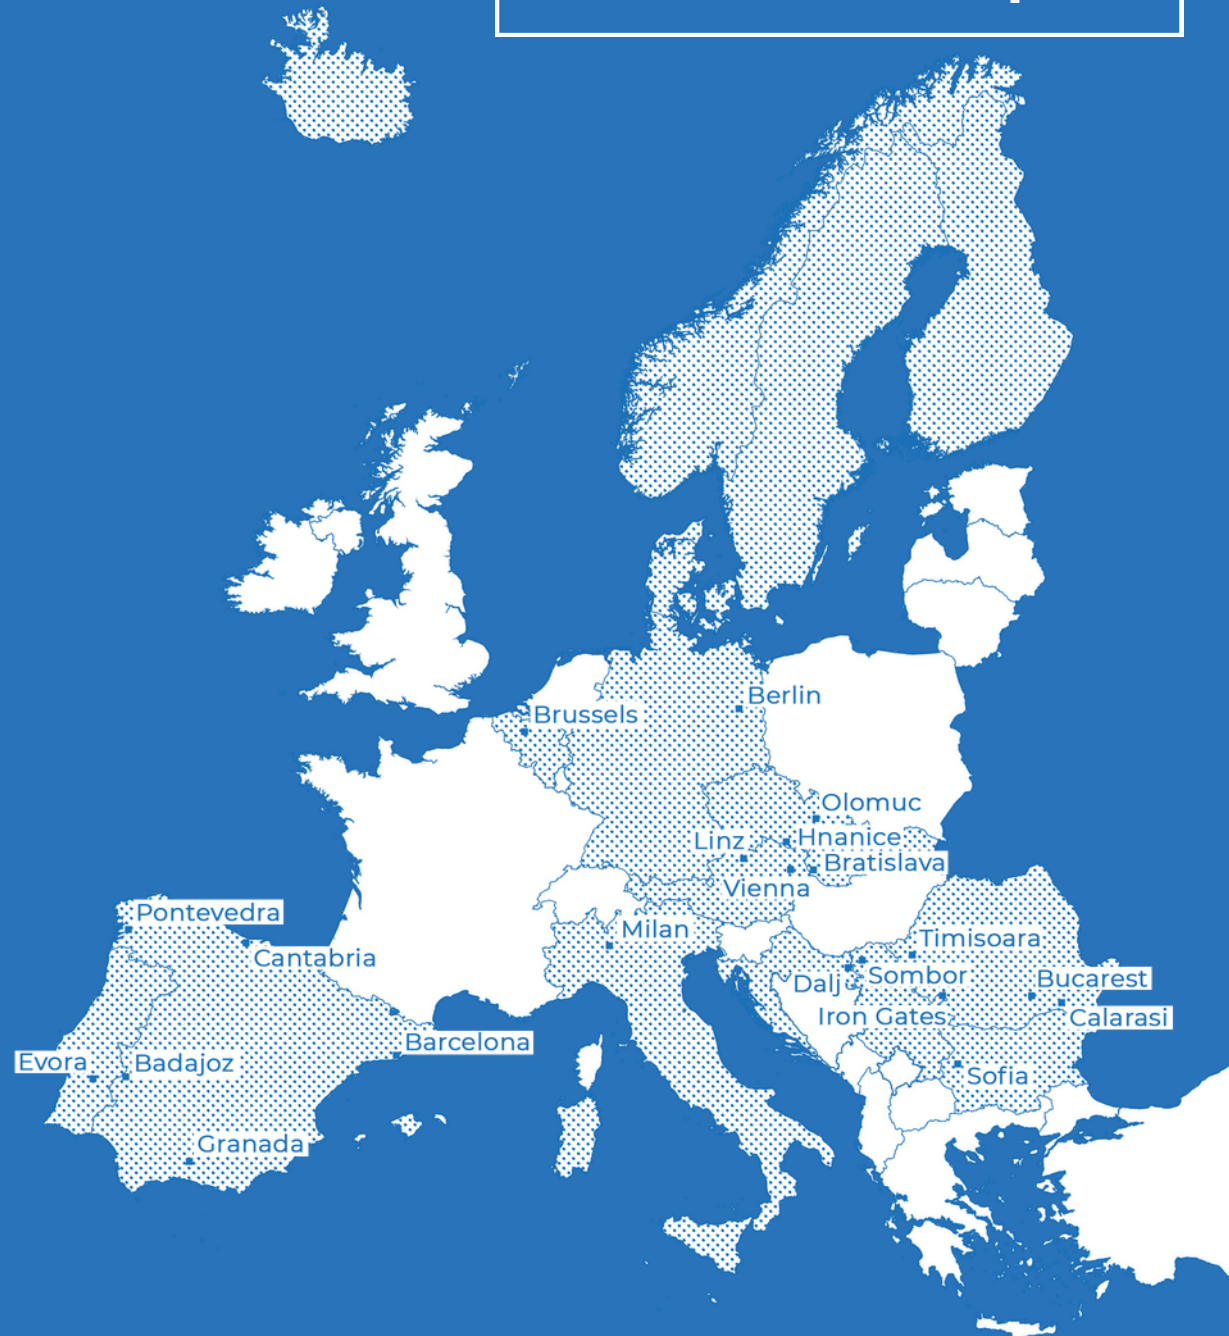 Berlin
Brussels
Olomuc
Linz
Hnanice
Bratislava
Vienna
Pontevedra
Milan
Cantabria
Timisoara
Dalj
Sombor
Bucarest
Iron Gates
Calarasi
Barcelona
Evora
Badajoz
Sofia
Granada